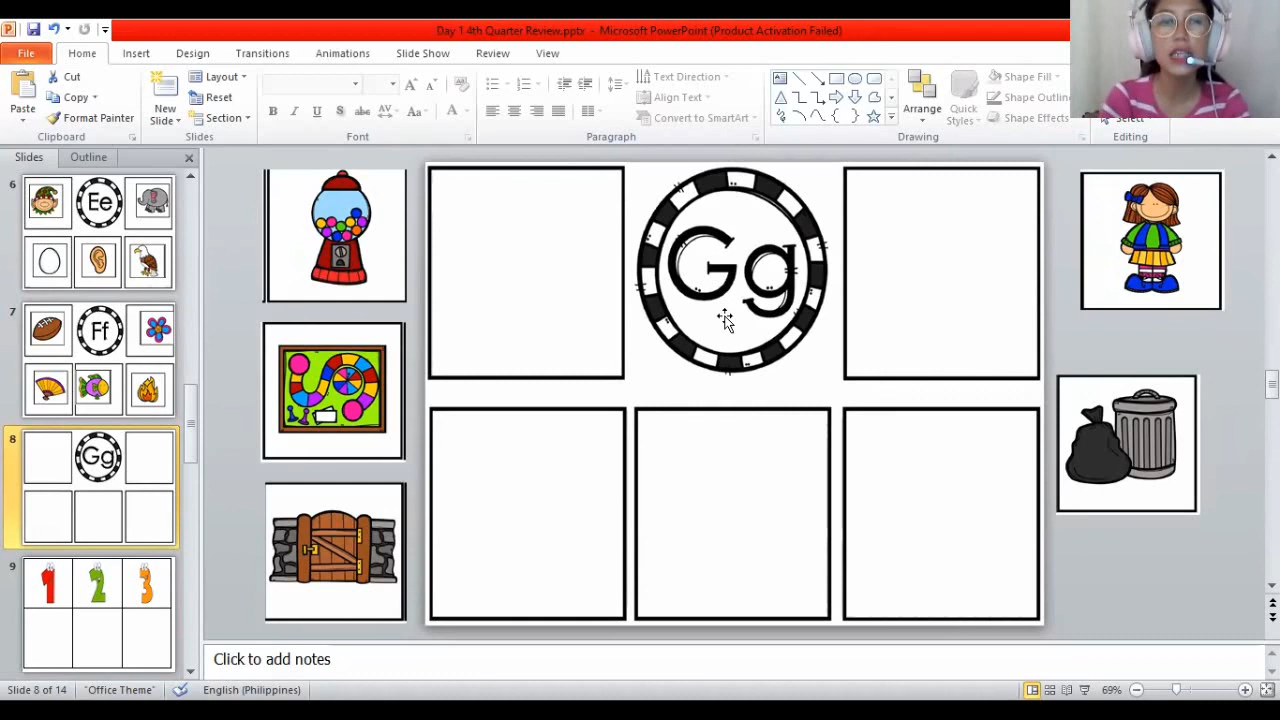 Day 1 4th Quarter Review.pptx - Microsoft PowerPoint (Product Activation Failed)
File Home Insert Design Transitions Animations Slide Show Review View
Paste
Cut
Copy
Format Painter
Clipboard
New
Slide
Layout
Reset
Section
Slides
B I U S abc AV Aa A
Font
Text Direction
Align Text
Convert to SmartArt
Paragraph
Arrange
Quick
Styles
Shape Fill
Shape Outline
Shape Effects
Drawing
Select
Editing
Slides Outline
6
Ee
7
Ff
8
Gg
9
1 2 3
Gg
Click to add notes
Slide 8 of 14 "Office Theme" English (Philippines) 69%